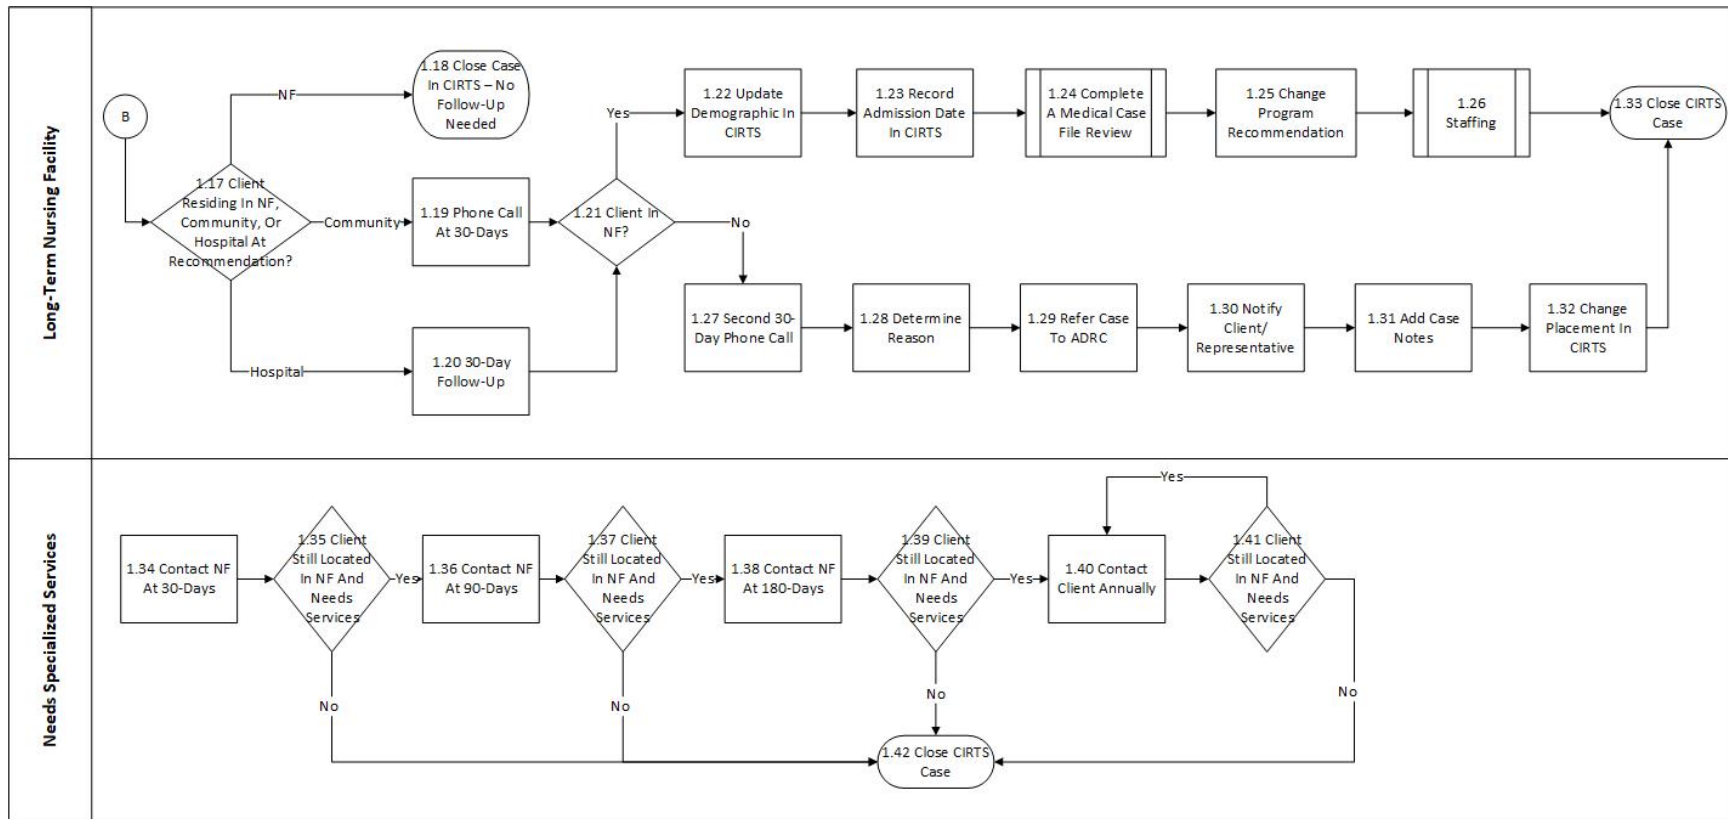 Long-Term Nursing Facility
B
1.17 Client
Residing In NF,
Community, Or
Hospital At
Recommendation?
NF
1.18 Close Case
In CIRTS – No
Follow-Up
Needed
Community
1.19 Phone Call
At 30-Days
Hospital
1.20 30-Day
Follow-Up
1.21 Client In
NF?
Yes
1.22 Update
Demographic In
CIRTS
1.23 Record
Admission Date
In CIRTS
1.24 Complete
A Medical Case
File Review
1.25 Change
Program
Recommendation
1.26
Staffing
1.33 Close CIRTS
Case
No
1.27 Second 30-
Day Phone Call
1.28 Determine
Reason
1.29 Refer Case
To ADRC
1.30 Notify
Client/
Representative
1.31 Add Case
Notes
1.32 Change
Placement In
CIRTS
Needs Specialized Services
1.34 Contact NF
At 30-Days
1.35 Client
Still Located
In NF And
Needs
Services
Yes
No
1.36 Contact NF
At 90-Days
1.37 Client
Still Located
In NF And
Needs
Services
Yes
No
1.38 Contact NF
At 180-Days
1.39 Client
Still Located
In NF And
Needs
Services
Yes
No
1.40 Contact
Client Annually
1.41 Client
Still Located
In NF And
Needs
Services
Yes
No
1.42 Close CIRTS
Case